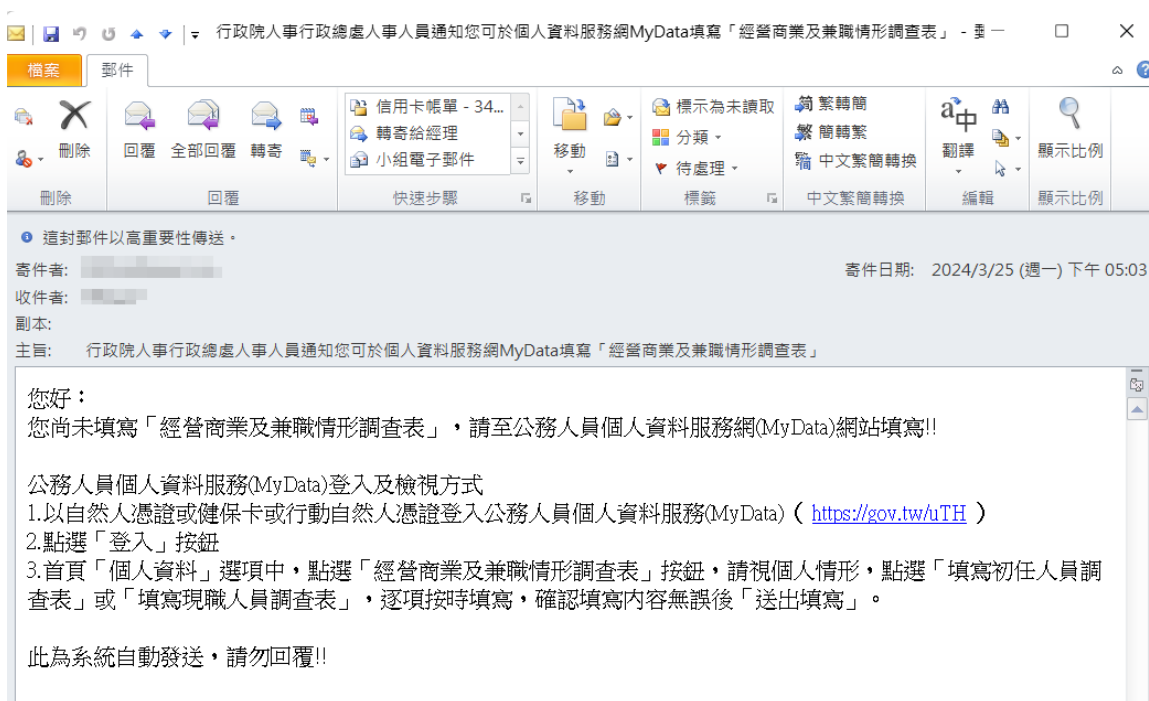 行政院人事行政總處人事人員通知您可於個人資料服務網MyData填寫「經營商業及兼職情形調查表」 -
檔案 郵件
刪除 回覆 全部回覆 轉寄 信用卡帳單 - 34... 轉寄給經理 小組電子郵件 移動 標示為未讀取 分類 待處理 简 繁轉簡 繁 簡轉繁 中文繁簡轉換 翻譯 顯示比例
刪除 回覆 快速步驟 移動 標籤 中文繁簡轉換 編輯 顯示比例
這封郵件以高重要性傳送。
寄件者: 寄件日期: 2024/3/25 (週一) 下午 05:03
收件者:
副本:
主旨: 行政院人事行政總處人事人員通知您可於個人資料服務網MyData填寫「經營商業及兼職情形調查表」
您好：
您尚未填寫「經營商業及兼職情形調查表」，請至公務人員個人資料服務網(MyData)網站填寫!!
公務人員個人資料服務(MyData)登入及檢視方式
1.以自然人憑證或健保卡或行動自然人憑證登入公務人員個人資料服務(MyData)（ https://gov.tw/uTH ）
2.點選「登入」按鈕
3.首頁「個人資料」選項中，點選「經營商業及兼職情形調查表」按鈕，請視個人情形，點選「填寫初任人員調
查表」或「填寫現職人員調查表」，逐項按時填寫，確認填寫內容無誤後「送出填寫」。
此為系統自動發送，請勿回覆!!